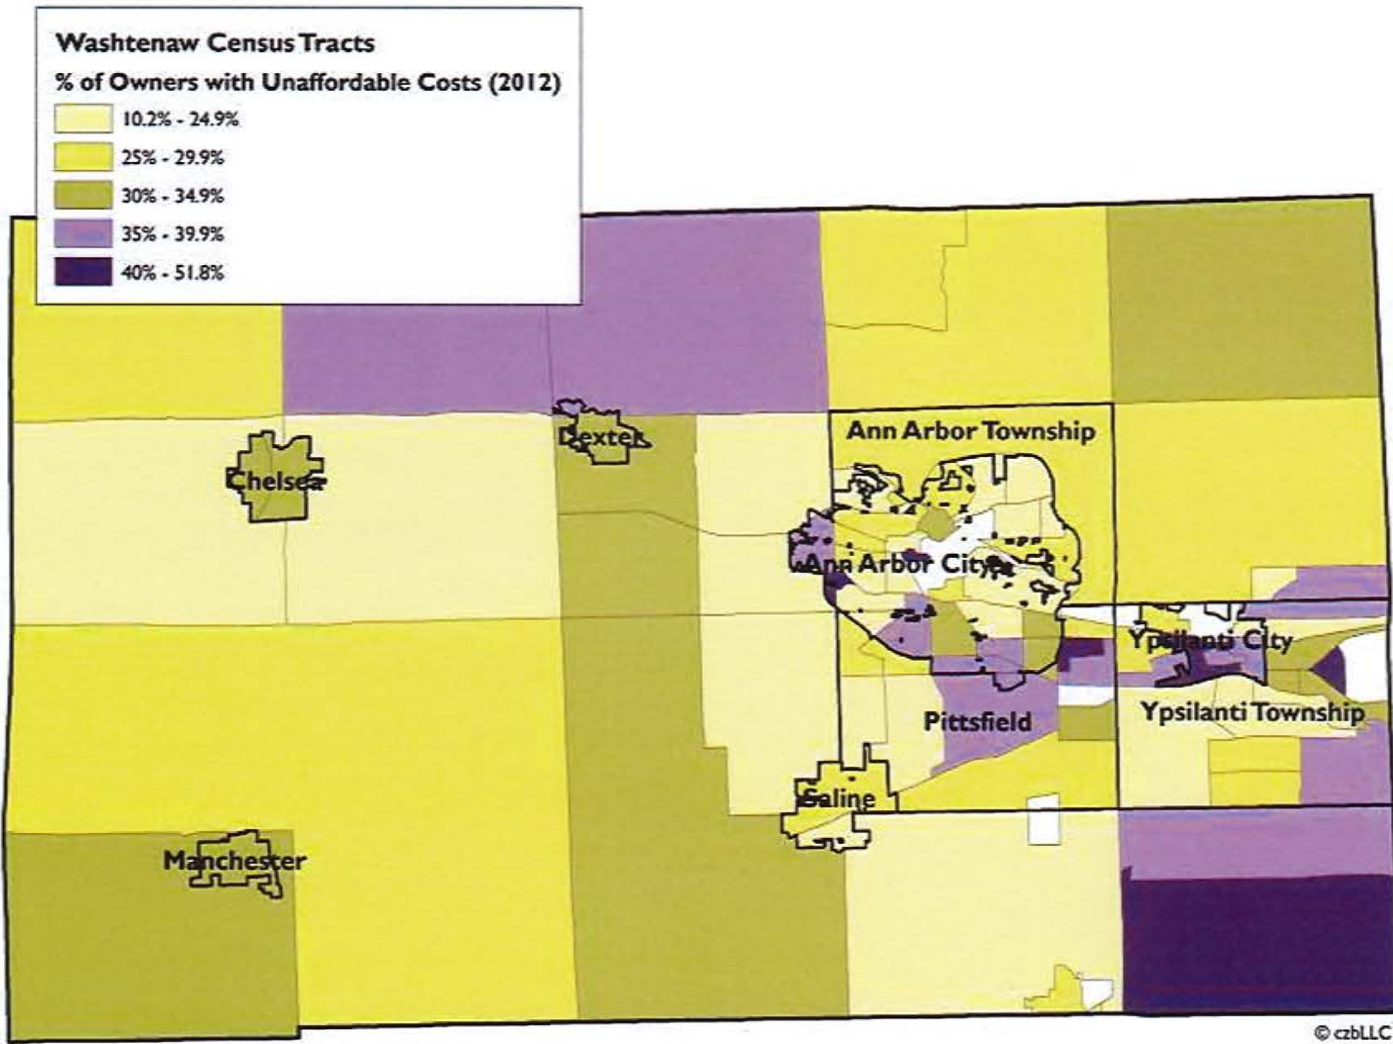 Washtenaw Census Tracts
% of Owners with Unaffordable Costs (2012)
10.2% - 24.9%
25% - 29.9%
30% - 34.9%
35% - 39.9%
40% - 51.8%
Ann Arbor Township
Dexter
Chelsea
Ann Arbor City
Ypsilanti City
Ypsilanti Township
Pittsfield
Saline
Manchester
© czbLLC